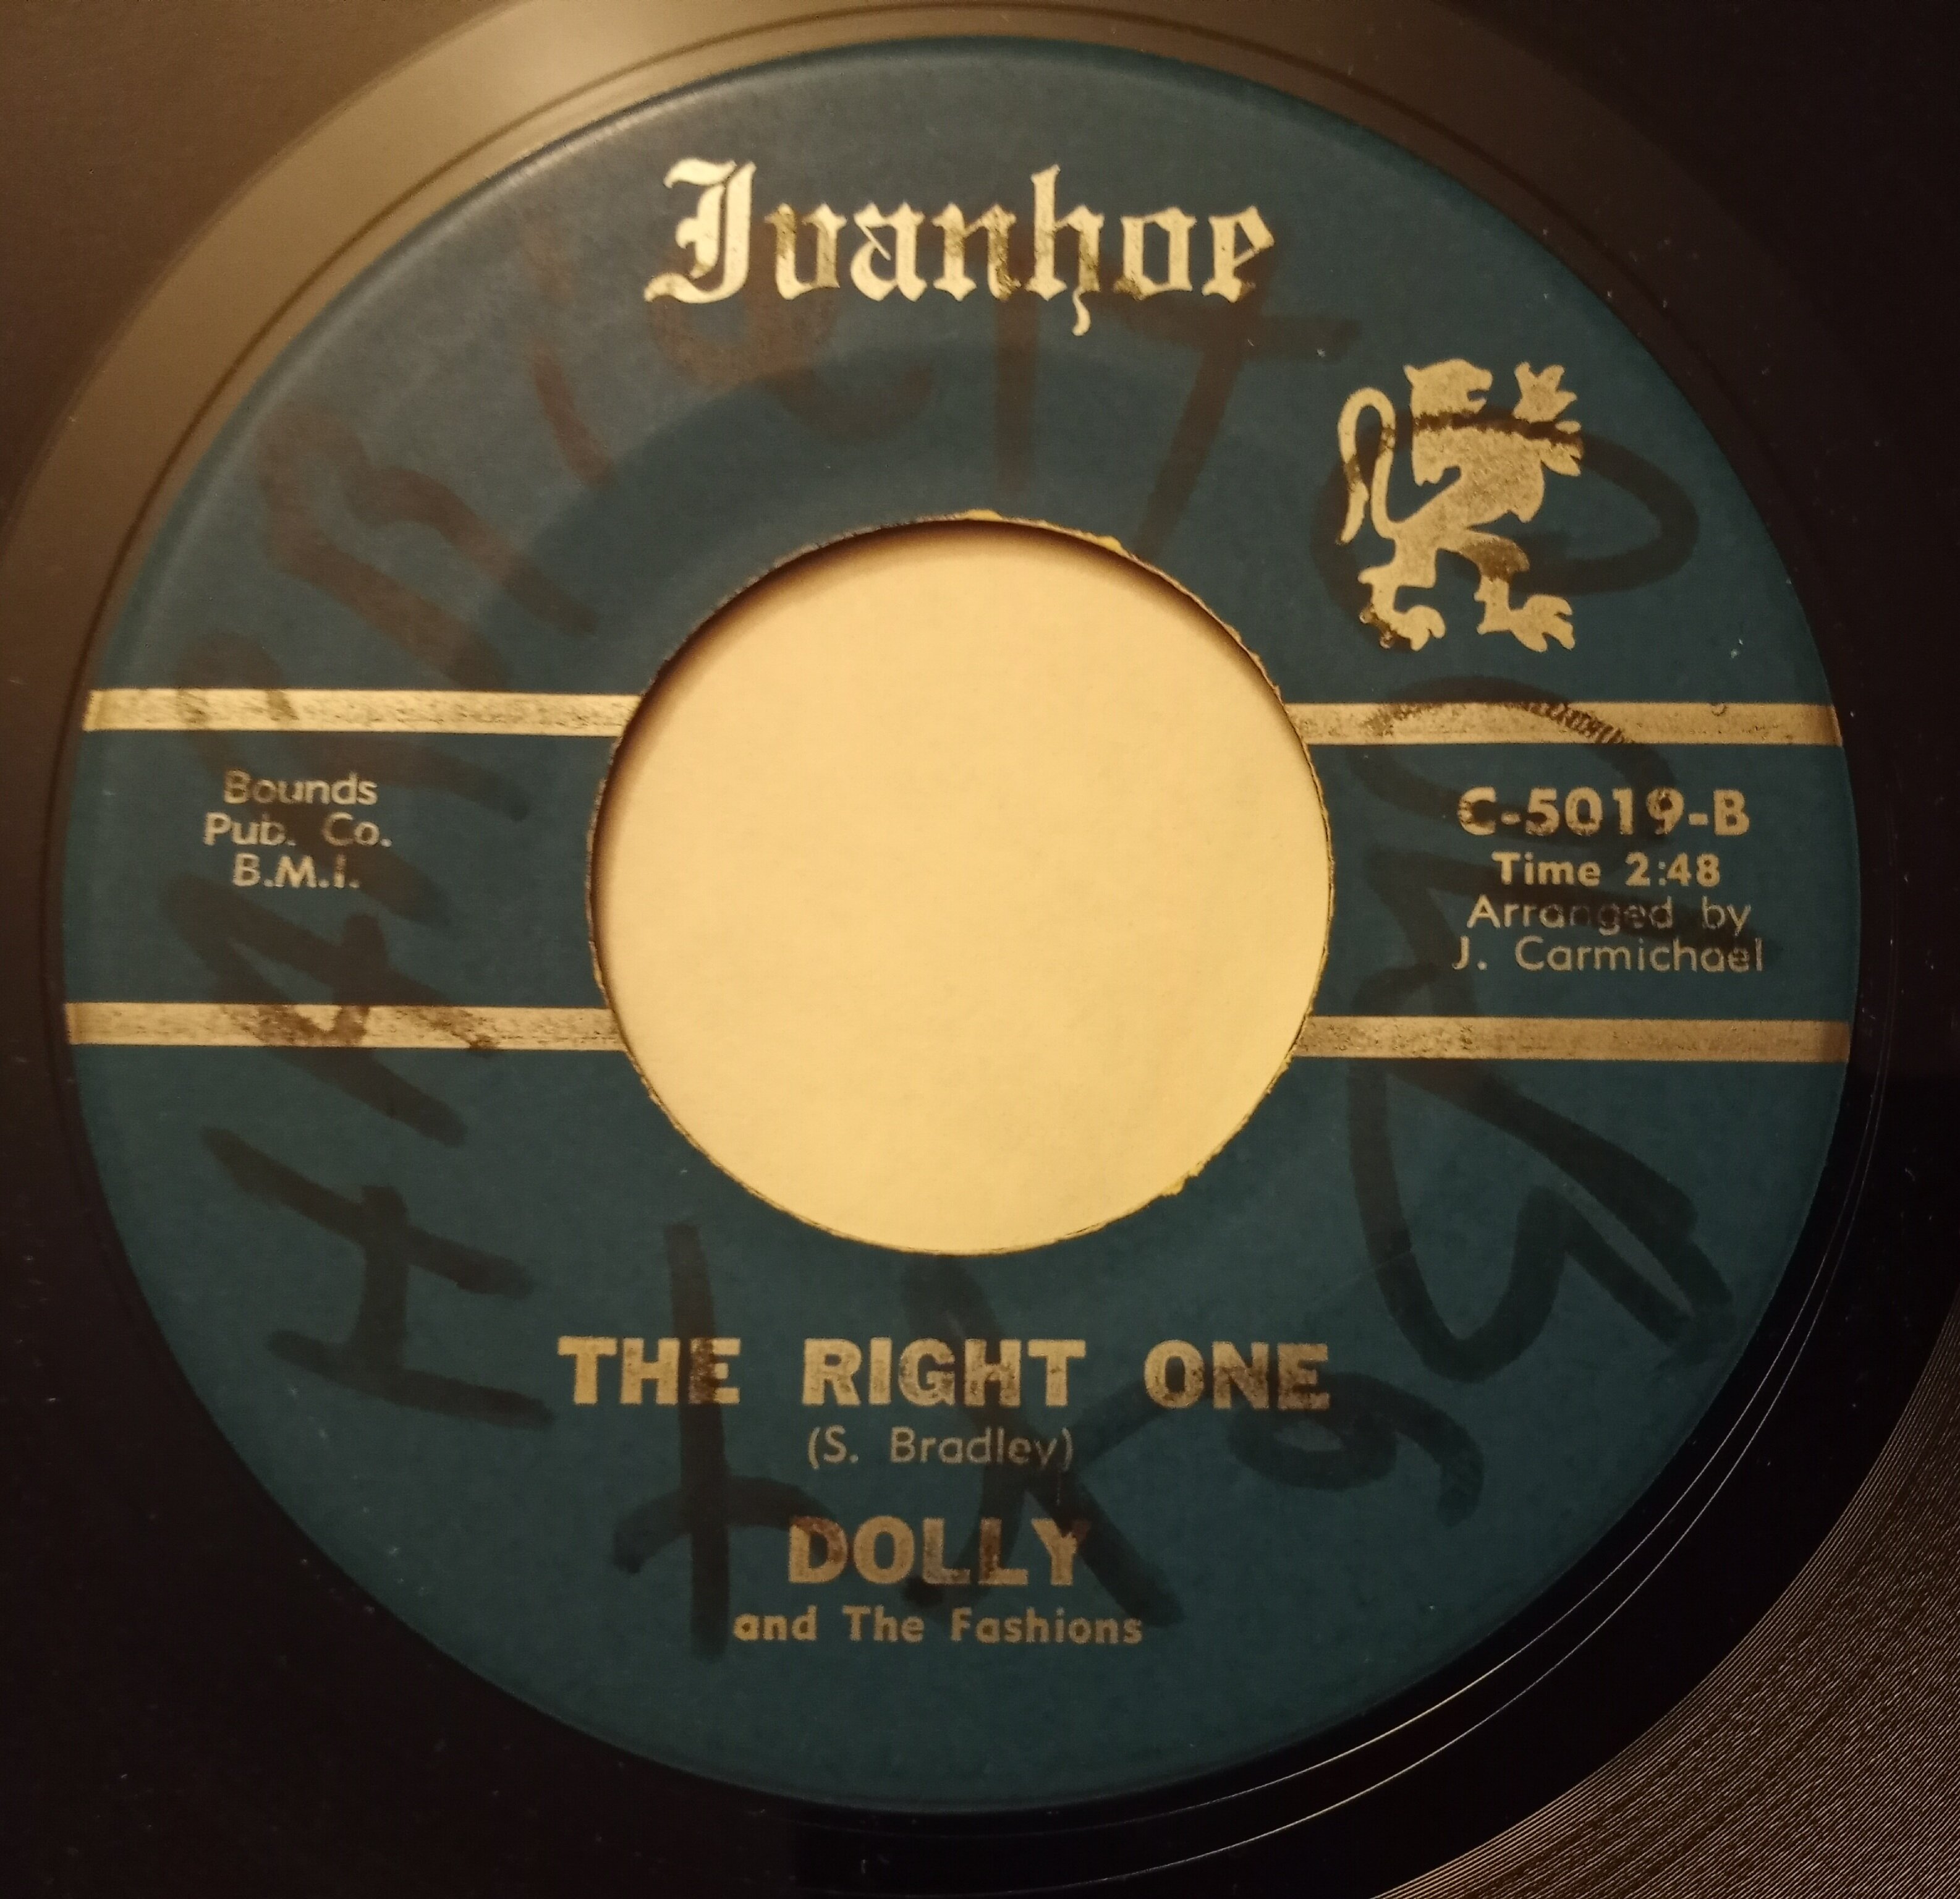 Ivanhoe
Bounds
Pub. Co.
B.M.I.
C-5019-B
Time 2:48
Arranged by
J. Carmichael
THE RIGHT ONE
(S. Bradley)
DOLLY
and The Fashions